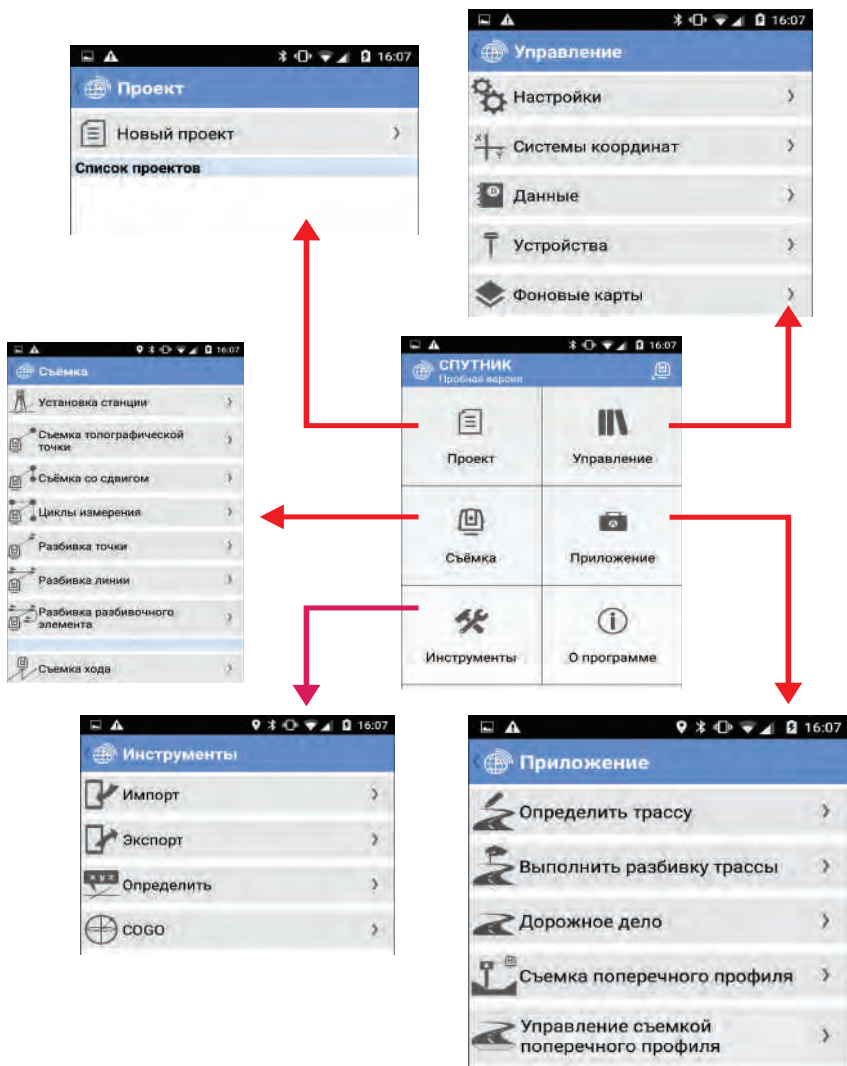 16:07
Проект
Новый проект
Список проектов
16:07
Управление
Настройки
Системы координат
Данные
Устройства
Фоновые карты
16:07
Съёмка
Установка станции
Съемка топографической
точки
Съёмка со сдвигом
Циклы измерения
Разбивка точки
Разбивка линии
Разбивка разбивочного
элемента
Съемка хода
16:07
СПУТНИК
Пробная версия
Проект
Управление
Съёмка
Приложение
Инструменты
О программе
16:07
Инструменты
Импорт
Экспорт
x y z
Определить
COGO
16:07
Приложение
Определить трассу
Выполнить разбивку трассы
Дорожное дело
Съемка поперечного профиля
Управление съемкой
поперечного профиля